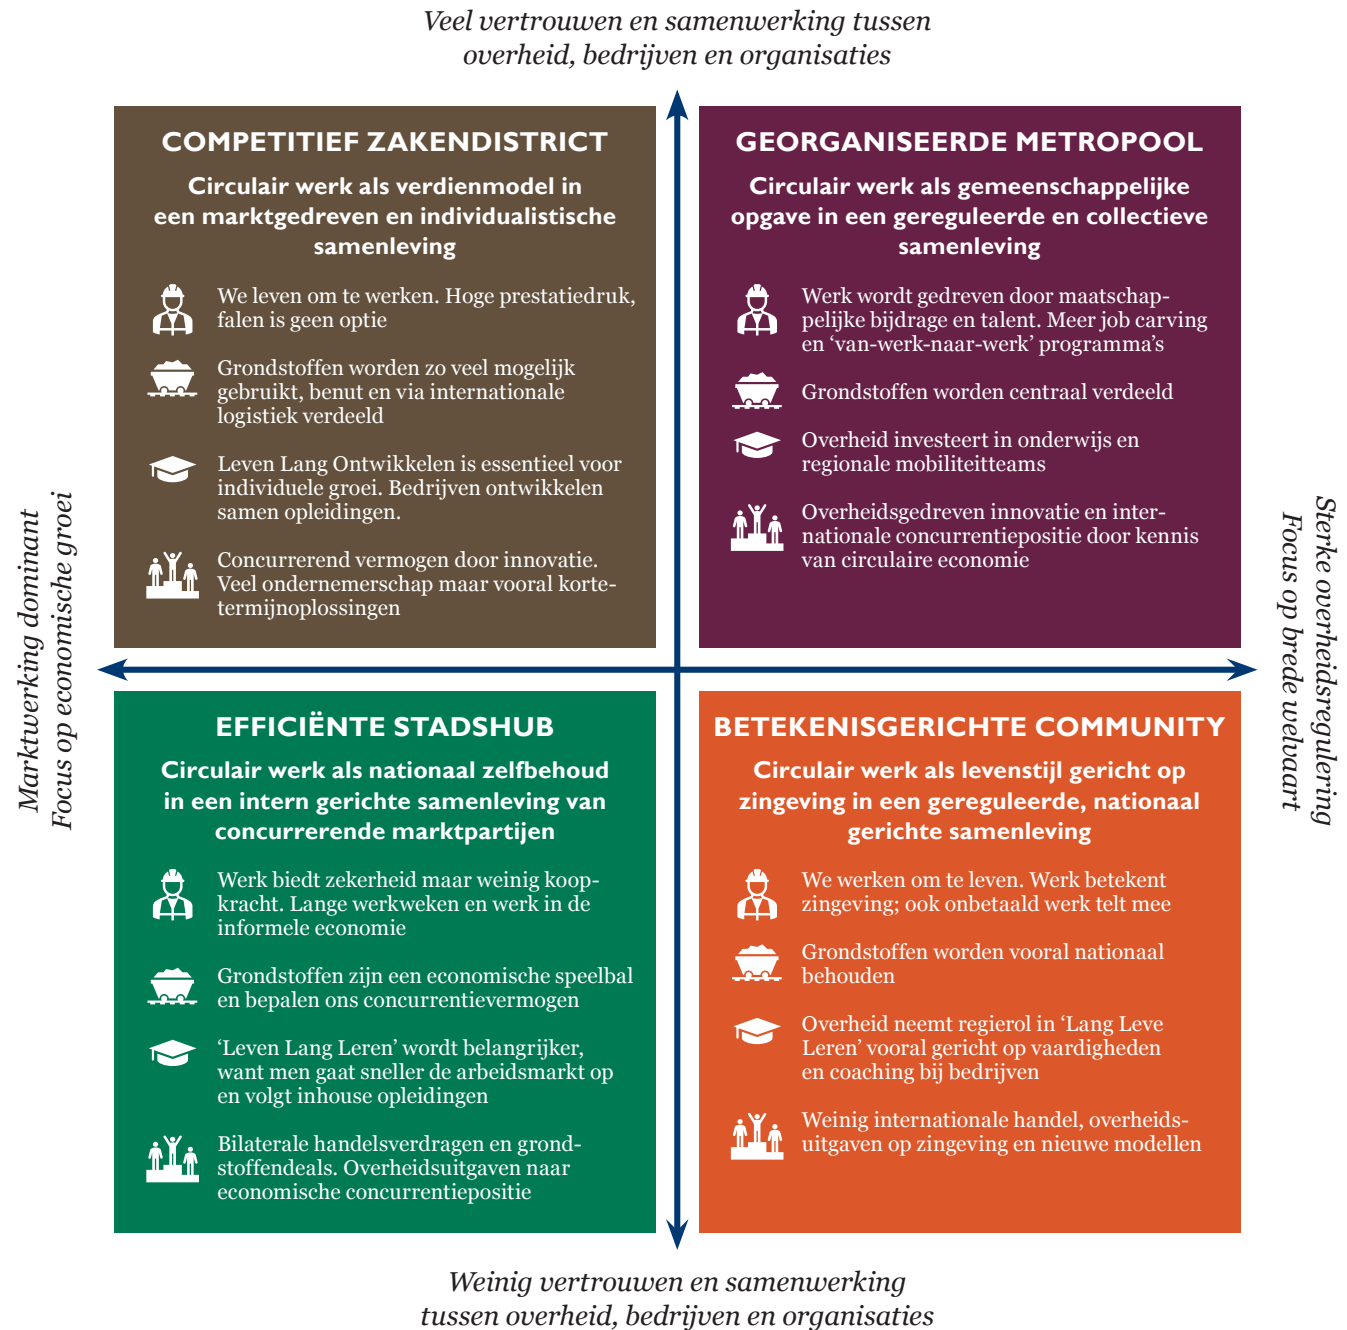 Veel vertrouwen en samenwerking tussen
overheid, bedrijven en organisaties
Marktwerking dominant
Focus op economische groei
COMPETITIEF ZAKENDISTRICT
Circulair werk als verdienmodel in
een marktgedreven en individualistische
samenleving
We leven om te werken. Hoge prestatiedruk,
falen is geen optie
Grondstoffen worden zo veel mogelijk
gebruikt, benut en via internationale
logistiek verdeeld
Leven Lang Ontwikkelen is essentieel voor
individuele groei. Bedrijven ontwikkelen
samen opleidingen.
Concurrerend vermogen door innovatie.
Veel ondernemerschap maar vooral korte-
termijnoplossingen
GEORGANISEERDE METROPOOL
Circulair werk als gemeenschappelijke
opgave in een gereguleerde en collectieve
samenleving
Werk wordt gedreven door maatschap-
pelijke bijdrage en talent. Meer job carving
en ‘van-werk-naar-werk’ programma’s
Grondstoffen worden centraal verdeeld
Overheid investeert in onderwijs en
regionale mobiliteitteams
Overheidsgedreven innovatie en inter-
nationale concurrentiepositie door kennis
van circulaire economie
Sterke overheidsregulering
Focus op brede welvaart
EFFICIËNTE STADSHUB
Circulair werk als nationaal zelfbehoud
in een intern gerichte samenleving van
concurrerende marktpartijen
Werk biedt zekerheid maar weinig koop-
kracht. Lange werkweken en werk in de
informele economie
Grondstoffen zijn een economische speelbal
en bepalen ons concurrentievermogen
‘Leven Lang Leren’ wordt belangrijker,
want men gaat sneller de arbeidsmarkt op
en volgt inhouse opleidingen
Bilaterale handelsverdragen en grond-
stoffendeals. Overheidsuitgaven naar
economische concurrentiepositie
BETEKENISGERICHTE COMMUNITY
Circulair werk als levenstijl gericht op
zingeving in een gereguleerde, nationaal
gerichte samenleving
We werken om te leven. Werk betekent
zingeving; ook onbetaald werk telt mee
Grondstoffen worden vooral nationaal
behouden
Overheid neemt regierol in ‘Lang Leve
Leren’ vooral gericht op vaardigheden
en coaching bij bedrijven
Weinig internationale handel, overheids-
uitgaven op zingeving en nieuwe modellen
Weinig vertrouwen en samenwerking
tussen overheid, bedrijven en organisaties